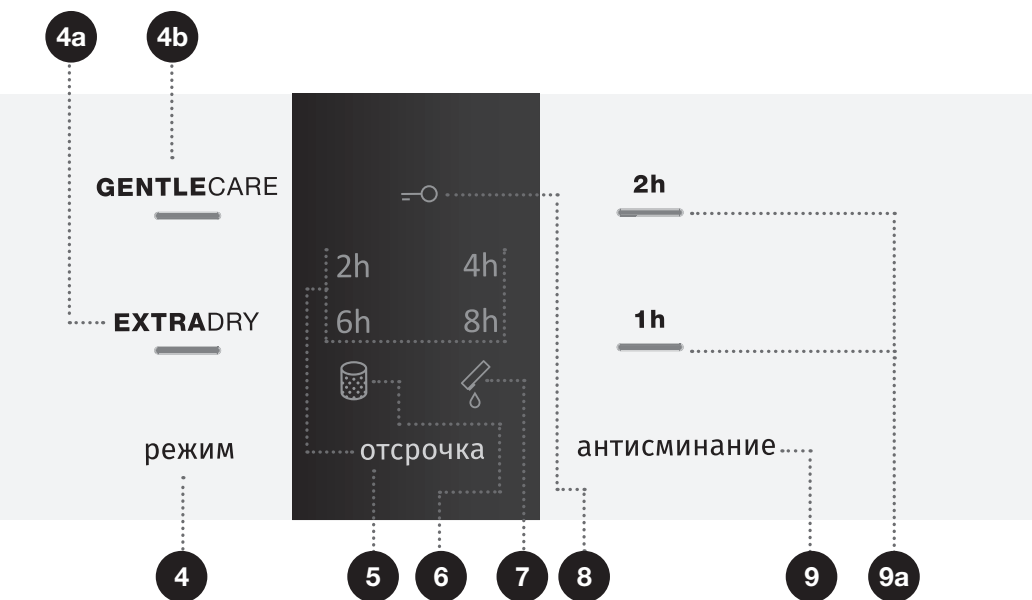 4a 4b
GENTLECARE
2h
2h 4h
EXTRADRY
1h
6h 8h
режим
отсрочка
антисминание
4 5 6 7 8 9 9a